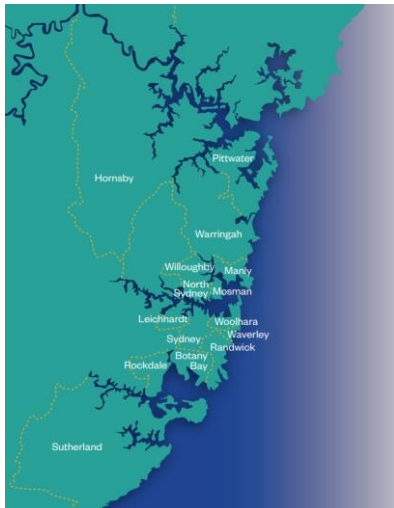 Pittwater
Hornsby
Warringah
Willoughby
Manly
North
Sydney
Mosman
Leichhardt
Woolhara
Waverley
Sydney
Randwick
Botany
Bay
Rockdale
Sutherland